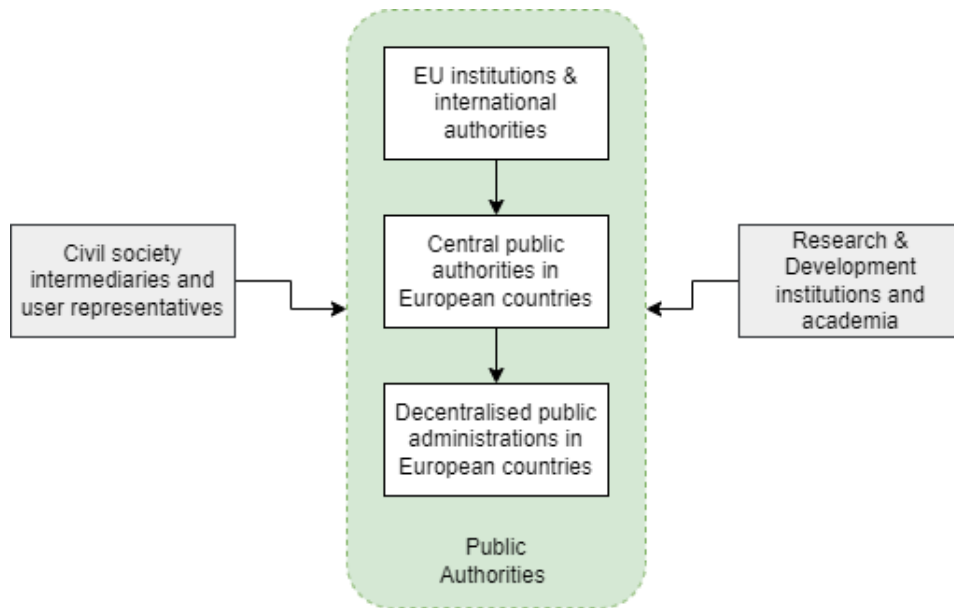 EU institutions &
international
authorities
Civil society
intermediaries and
user representatives
Central public
authorities in
European countries
Research &
Development
institutions and
academia
Decentralised public
administrations in
European countries
Public
Authorities